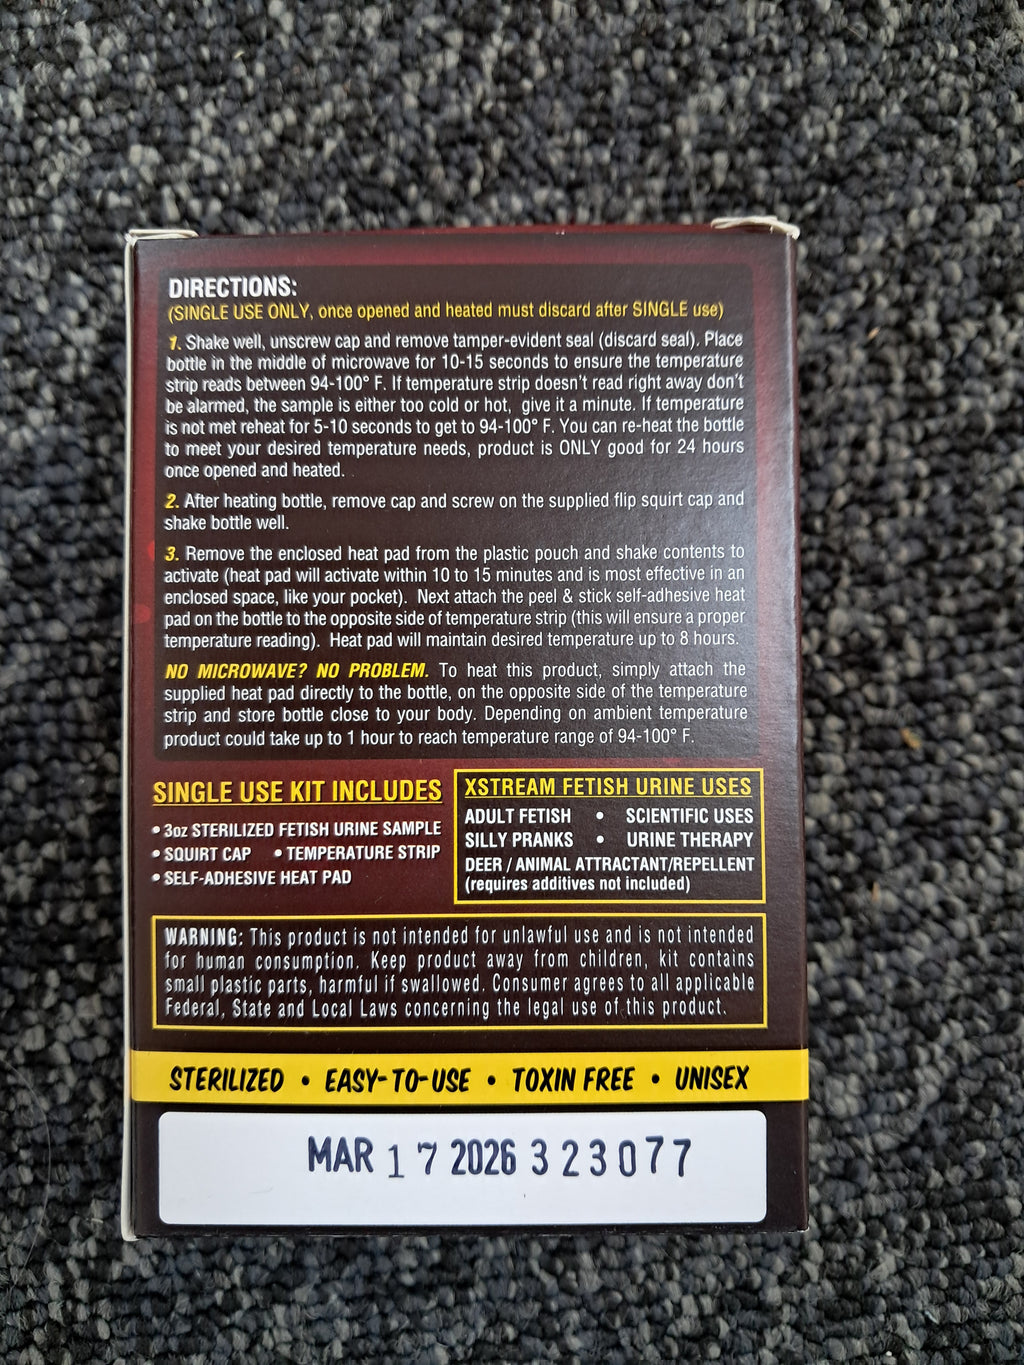 DIRECTIONS:
(SINGLE USE ONLY, once opened and heated must discard after SINGLE use)
1. Shake well, unscrew cap and remove tamper-evident seal (discard seal). Place
bottle in the middle of microwave for 10-15 seconds to ensure the temperature
strip reads between 94-100° F. If temperature strip doesn't read right away don't
be alarmed, the sample is either too cold or hot, give it a minute. If temperature
is not met reheat for 5-10 seconds to get to 94-100° F. You can re-heat the bottle
to meet your desired temperature needs, product is ONLY good for 24 hours
once opened and heated.
2. After heating bottle, remove cap and screw on the supplied flip squirt cap and
shake bottle well.
3. Remove the enclosed heat pad from the plastic pouch and shake contents to
activate (heat pad will activate within 10 to 15 minutes and is most effective in an
enclosed space, like your pocket). Next attach the peel & stick self-adhesive heat
pad on the bottle to the opposite side of temperature strip (this will ensure a proper
temperature reading). Heat pad will maintain desired temperature up to 8 hours.
NO MICROWAVE? NO PROBLEM. To heat this product, simply attach the
supplied heat pad directly to the bottle, on the opposite side of the temperature
strip and store bottle close to your body. Depending on ambient temperature
product could take up to 1 hour to reach temperature range of 94-100° F.
SINGLE USE KIT INCLUDES
• 3oz STERILIZED FETISH URINE SAMPLE
• SQUIRT CAP • TEMPERATURE STRIP
• SELF-ADHESIVE HEAT PAD
XSTREAM FETISH URINE USES
ADULT FETISH • SCIENTIFIC USES
SILLY PRANKS • URINE THERAPY
DEER / ANIMAL ATTRACTANT/REPELLENT
(requires additives not included)
WARNING: This product is not intended for unlawful use and is not intended
for human consumption. Keep product away from children, kit contains
small plastic parts, harmful if swallowed. Consumer agrees to all applicable
Federal, State and Local Laws concerning the legal use of this product.
STERILIZED • EASY-TO-USE • TOXIN FREE • UNISEX
MAR 17 2026 323077